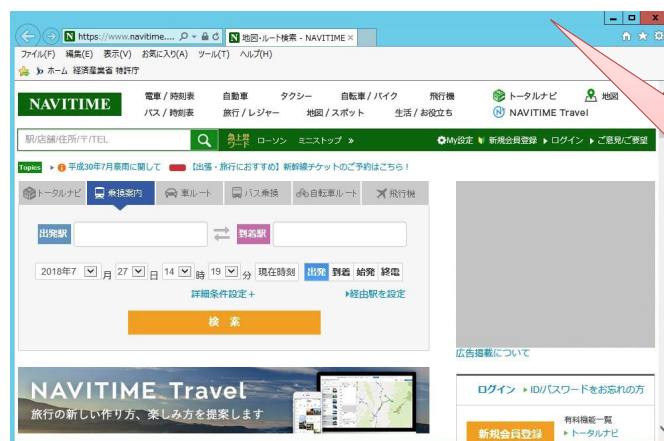 https://www.navitime....
地図・ルート検索 - NAVITIME
ファイル(F) 編集(E) 表示(V) お気に入り(A) ツール(T) ヘルプ(H)
ホーム 経済産業省 特許庁
NAVITIME
電車 / 時刻表 自動車 タクシー 自転車 / バイク 飛行機 トータルナビ 地図
バス / 時刻表 旅行 / レジャー 地図 / スポット 生活 / お役立ち NAVITIME Travel
駅/店舗/住所/〒/TEL 急上昇ワード ローソン ミニストップ » My設定 新規会員登録 ログイン ご意見/ご要望
Topics 平成30年7月豪雨に関して 【出張・旅行におすすめ】新幹線チケットのご予約はこちら!
トータルナビ 乗換案内 車ルート バス乗換 自転車ルート 飛行機
出発駅 到着駅
2018年7 月 27 日 14 時 19 分 現在時刻 出発 到着 始発 終電
詳細条件設定+ 経由駅を設定
検 索
広告掲載について
NAVITIME Travel
旅行の新しい作り方、楽しみ方を提案します
ログイン ID/パスワードをお忘れの方
新規会員登録
有料機能一覧
トータルナビ